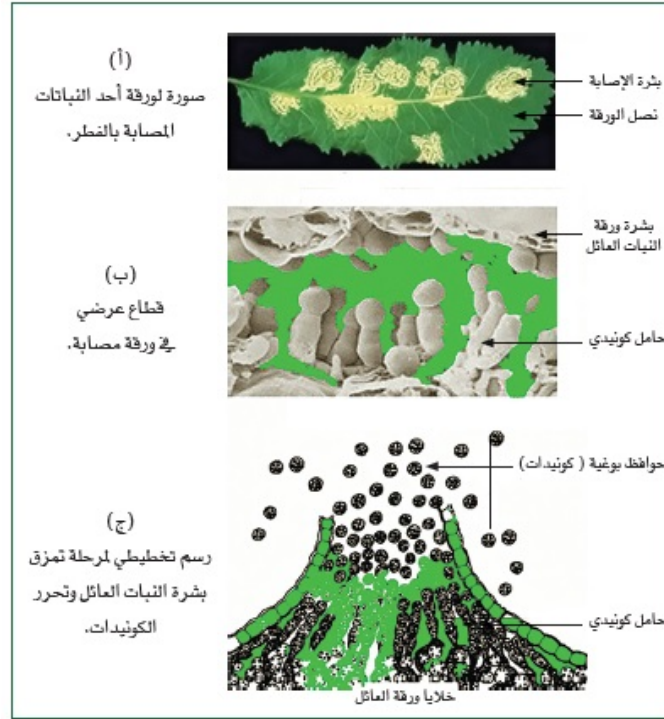 (أ)
صورة لورقة أحد النباتات
المصابة بالفطر.
بثرة الإصابة
نصل الورقة
(ب)
قطاع عرضي
في ورقة مصابة.
بشرة ورقة
النبات العائل
حامل كونيدي
(ج)
رسم تخطيطي لمرحلة تمزق
بشرة النبات العائل وتحرر
الكونيدات.
حوافظ بوغية (كونيدات)
حامل كونيدي
خلايا ورقة العائل